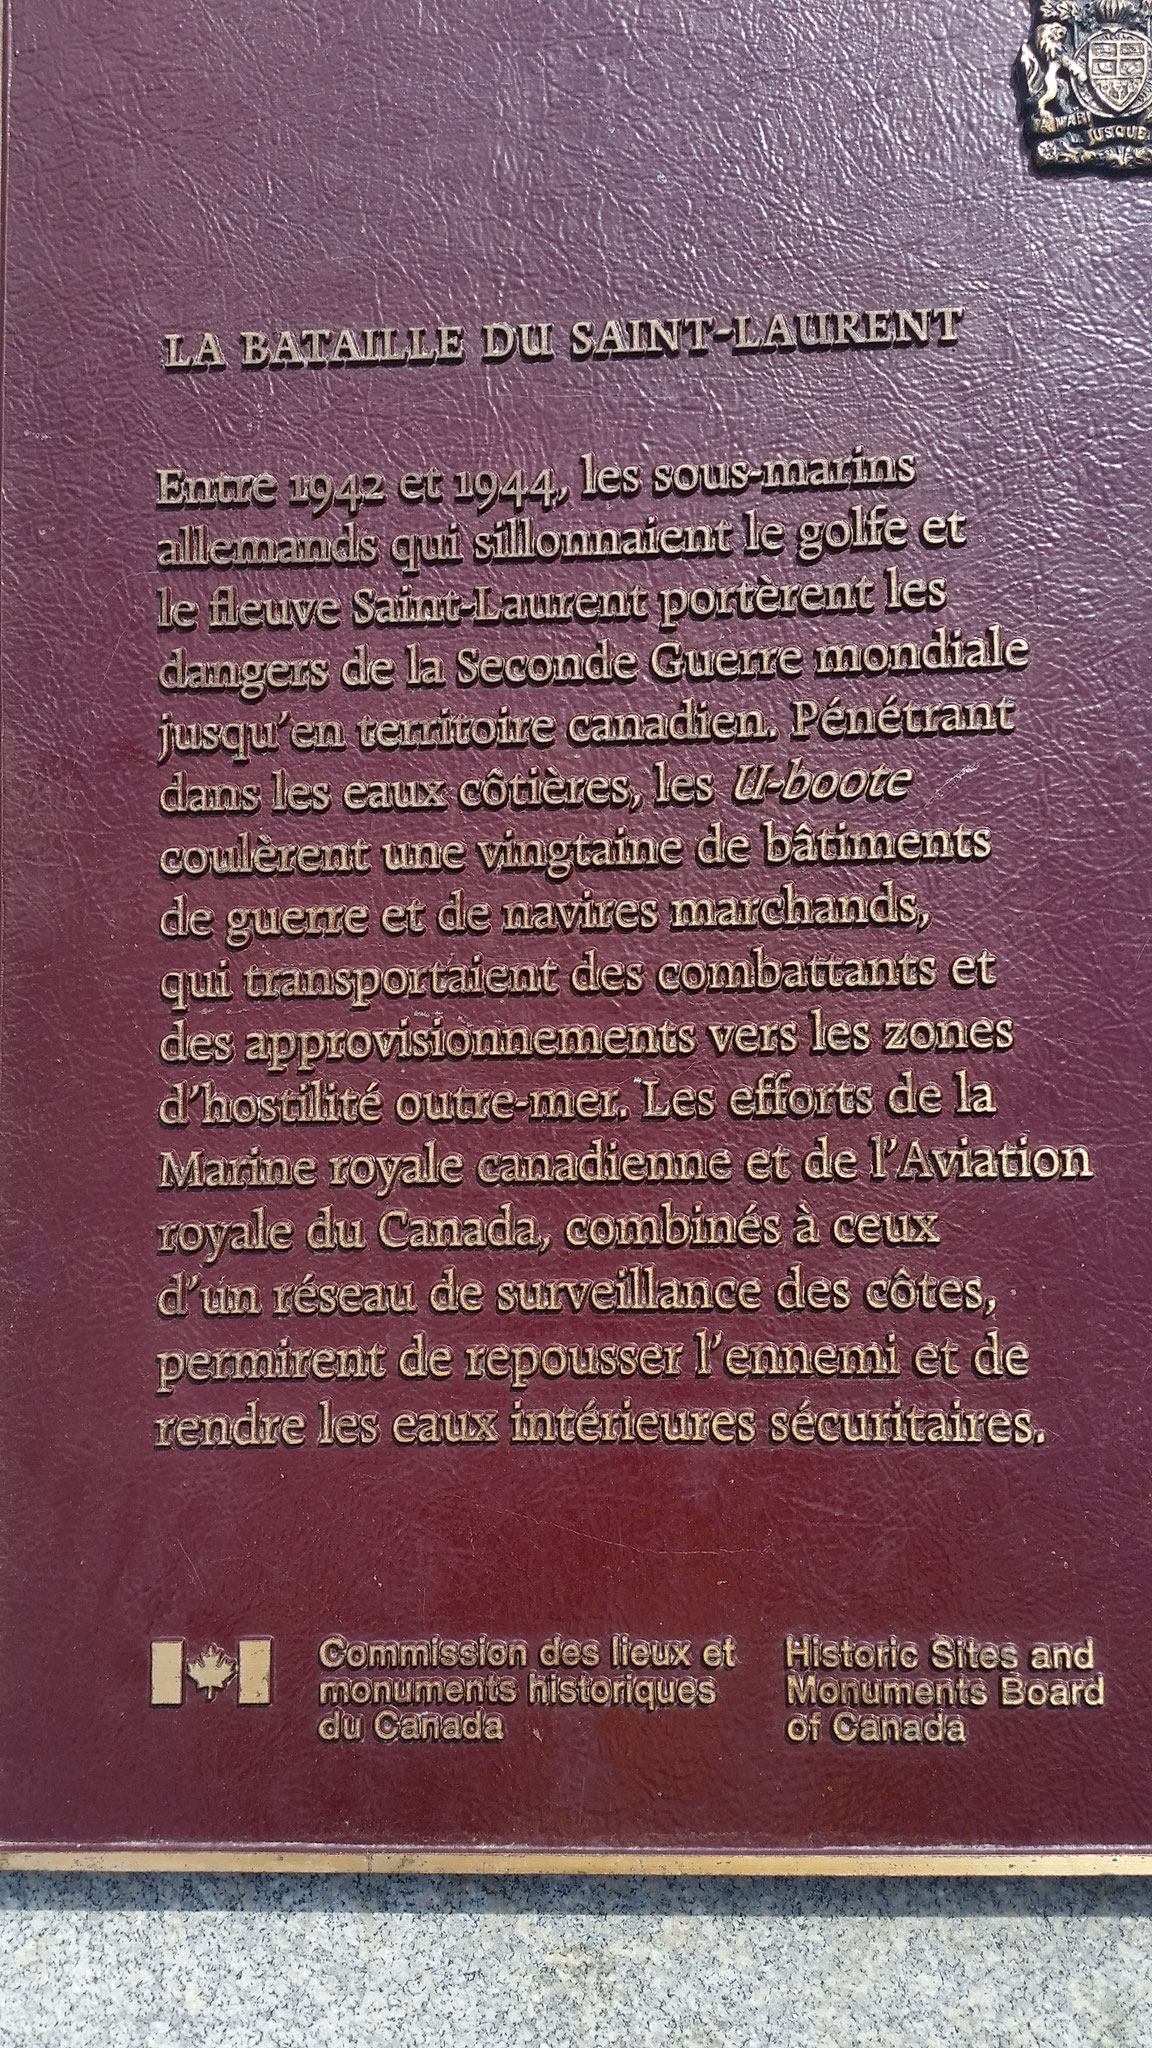 A MARI
USQUE
LA BATAILLE DU SAINT-LAURENT
Entre 1942 et 1944, les sous-marins
allemands qui sillonnaient le golfe et
le fleuve Saint-Laurent portèrent les
dangers de la Seconde Guerre mondiale
jusqu'en territoire canadien. Pénétrant
dans les eaux côtières, les U-boote
coulèrent une vingtaine de bâtiments
de guerre et de navires marchands,
qui transportaient des combattants et
des approvisionnements vers les zones
d'hostilité outre-mer. Les efforts de la
Marine royale canadienne et de l'Aviation
royale du Canada, combinés à ceux
d'un réseau de surveillance des côtes,
permirent de repousser l'ennemi et de
rendre les eaux intérieures sécuritaires.
Commission des lieux et
monuments historiques
du Canada
Historic Sites and
Monuments Board
of Canada